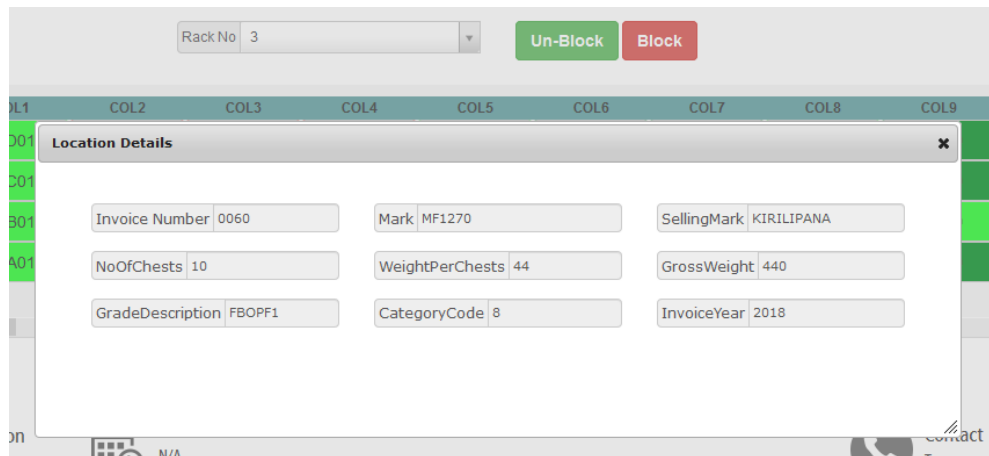 Rack No 3
Un-Block
Block
COL2 COL3 COL4 COL5 COL6 COL7 COL8 COL9
Location Details
Invoice Number 0060 Mark MF1270 SellingMark KIRILIPANA
NoOfChests 10 WeightPerChests 44 GrossWeight 440
GradeDescription FBOPF1 CategoryCode 8 InvoiceYear 2018
N/A